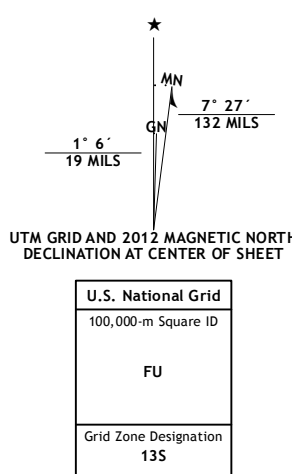 ★
MN
7° 27´
132 MILS
GN
1° 6´
19 MILS
UTM GRID AND 2012 MAGNETIC NORTH
DECLINATION AT CENTER OF SHEET
U.S. National Grid
100,000-m Square ID
FU
Grid Zone Designation
13S